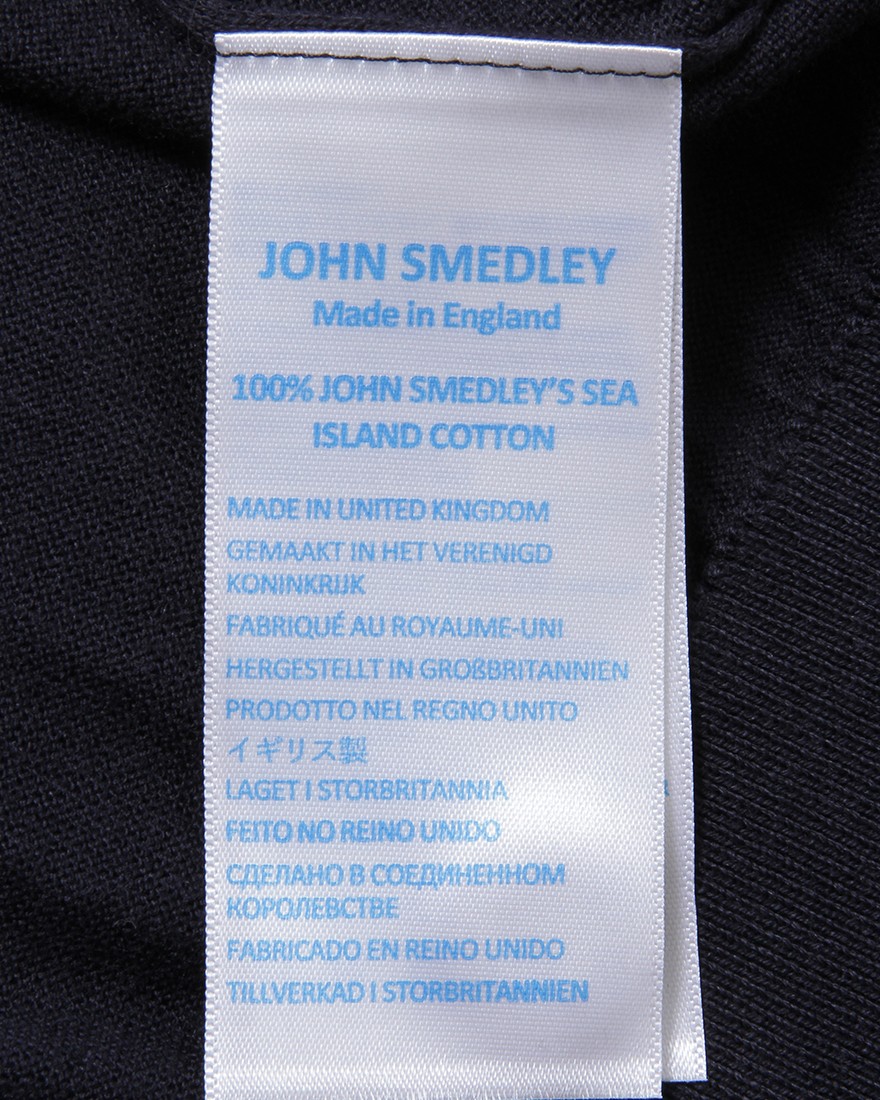 JOHN SMEDLEY
Made in England
100% JOHN SMEDLEY'S SEA
ISLAND COTTON
MADE IN UNITED KINGDOM
GEMAAKT IN HET VERENIGD
KONINKRIJK
FABRIQUÉ AU ROYAUME-UNI
HERGESTELLT IN GROßBRITANNIEN
PRODOTTO NEL REGNO UNITO
イギリス製
LAGET I STORBRITANNIA
FEITO NO REINO UNIDO
СДЕЛАНО В СОЕДИНЕННОМ
КОРОЛЕВСТВЕ
FABRICADO EN REINO UNIDO
TILLVERKAD I STORBRITANNIEN